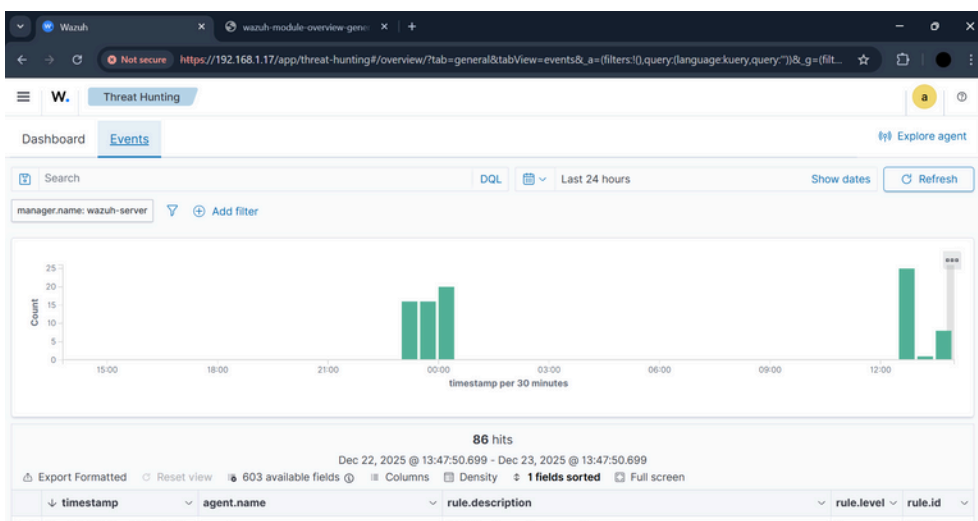 Wazuh
wazuh-module-overview-gene
Not secure https://192.168.1.17/app/threat-hunting#/overview/?tab=general&tabView=events&_a=(filters:!(),query:(language:kuery,query:''))&_g=(filt...
W. Threat Hunting a
Dashboard Events Explore agent
Search DQL Last 24 hours Show dates Refresh
manager.name: wazuh-server Add filter
25
20
15
10
5
0
Count
15:00 18:00 21:00 00:00 03:00 06:00 09:00 12:00
timestamp per 30 minutes
86 hits
Dec 22, 2025 @ 13:47:50.699 - Dec 23, 2025 @ 13:47:50.699
Export Formatted Reset view 603 available fields Columns Density 1 fields sorted Full screen
timestamp agent.name rule.description rule.level rule.id